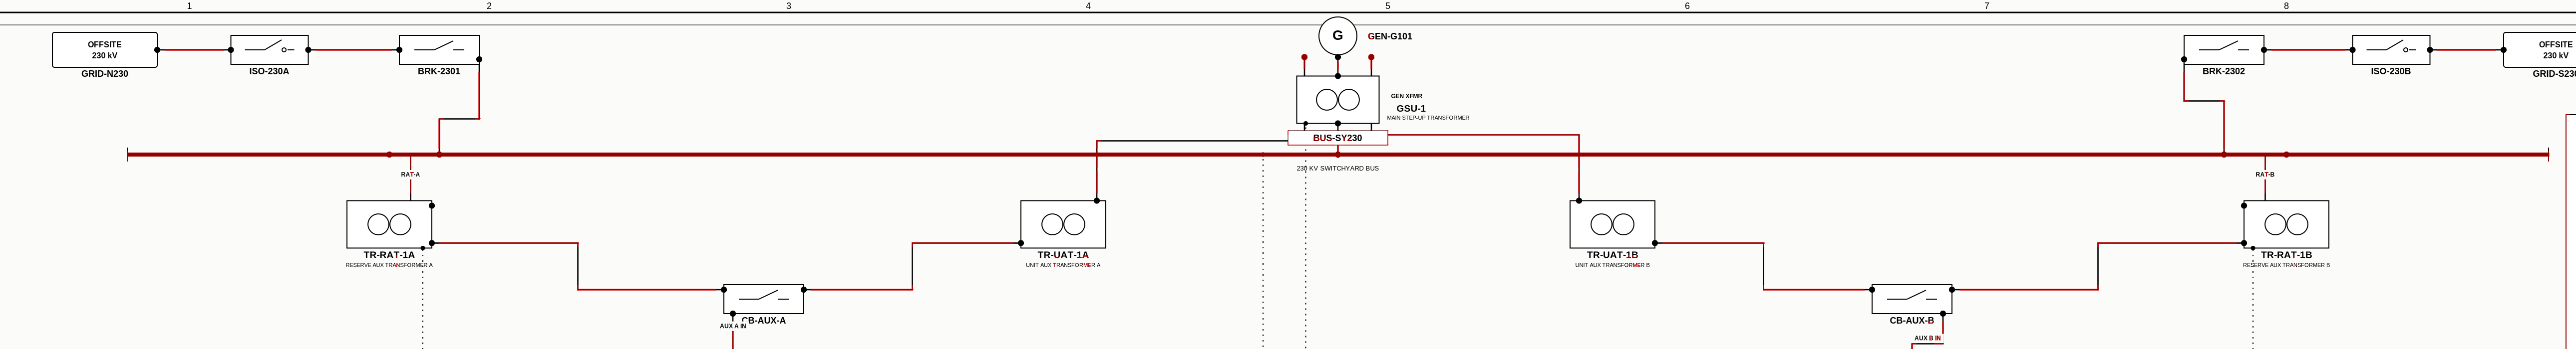 1 2 3 4 5 6 7 8
OFFSITE
230 kV
GRID-N230
ISO-230A
BRK-2301
G
GEN-G101
GEN XFMR
GSU-1
MAIN STEP-UP TRANSFORMER
BUS-SY230
230 KV SWITCHYARD BUS
BRK-2302
ISO-230B
OFFSITE
230 kV
GRID-S230
RAT-A
TR-RAT-1A
RESERVE AUX TRANSFORMER A
TR-UAT-1A
UNIT AUX TRANSFORMER A
TR-UAT-1B
UNIT AUX TRANSFORMER B
RAT-B
TR-RAT-1B
RESERVE AUX TRANSFORMER B
CB-AUX-A
AUX A IN
CB-AUX-B
AUX B IN